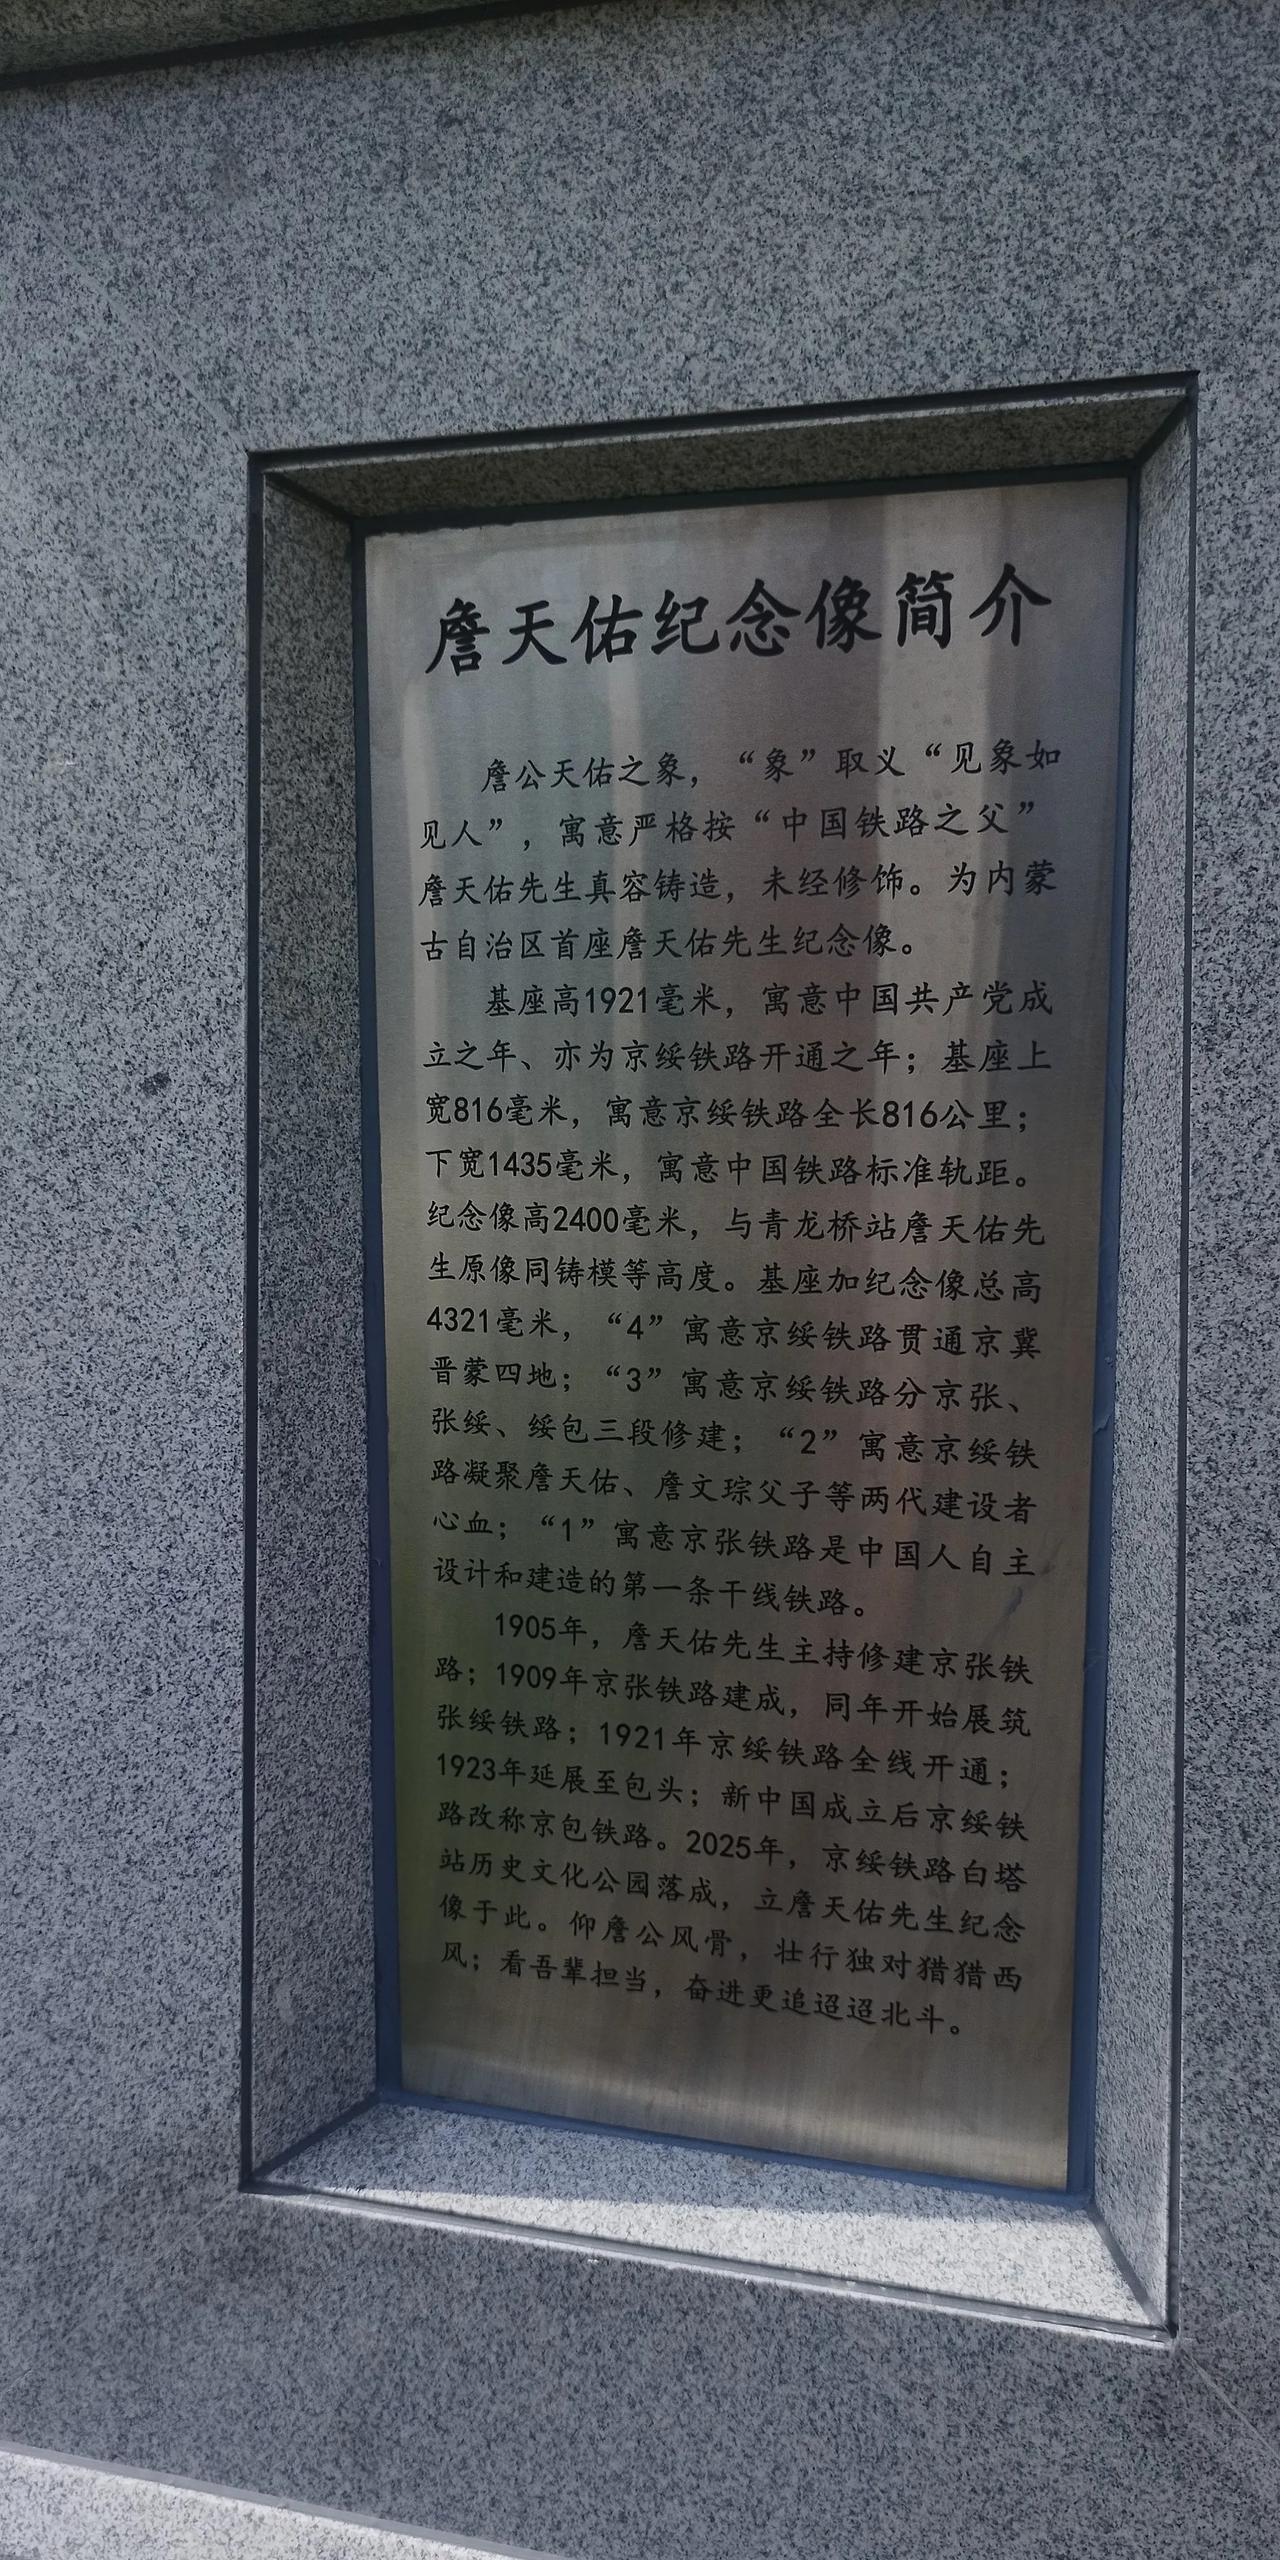 詹天佑纪念像简介
詹公天佑之象，“象”取义“见象如
见人”，寓意严格按“中国铁路之父”
詹天佑先生真容铸造，未经修饰。为内蒙
古自治区首座詹天佑先生纪念像。
基座高1921毫米，寓意中国共产党成
立之年、亦为京绥铁路开通之年；基座上
宽816毫米，寓意京绥铁路全长816公里；
下宽1435毫米，寓意中国铁路标准轨距。
纪念像高2400毫米，与青龙桥站詹天佑先
生原像同铸模等高度。基座加纪念像总高
4321毫米，“4”寓意京绥铁路贯通京冀
晋蒙四地；“3”寓意京绥铁路分京张、
张绥、绥包三段修建；“2”寓意京绥铁
路凝聚詹天佑、詹文琮父子等两代建设者
心血；“1”寓意京张铁路是中国人自主
设计和建造的第一条干线铁路。
1905年，詹天佑先生主持修建京张铁
路；1909年京张铁路建成，同年开始展筑
张绥铁路；1921年京绥铁路全线开通；
1923年延展至包头；新中国成立后京绥铁
路改称京包铁路。2025年，京绥铁路白塔
站历史文化公园落成，立詹天佑先生纪念
像于此。仰詹公风骨，壮行独对猎猎西
风；看吾辈担当，奋进更追迢迢北斗。